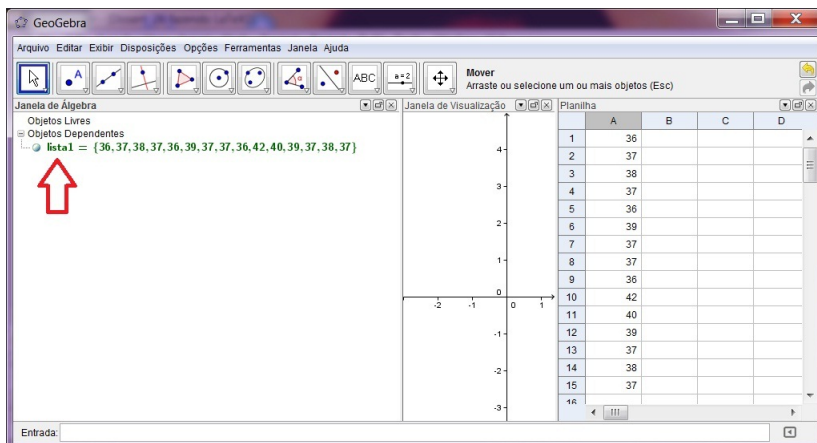 GeoGebra
Arquivo Editar Exibir Disposições Opções Ferramentas Janela Ajuda
A
ABC
a=2
Mover
Arraste ou selecione um ou mais objetos (Esc)
Janela de Álgebra
Objetos Livres
Objetos Dependentes
lista1 = {36,37,38,37,36,39,37,37,36,42,40,39,37,38,37}
Janela de Visualização
4
3
2
1
0
-2 -1 0 1
-1
-2
-3
Planilha
A B C D
1 36
2 37
3 38
4 37
5 36
6 39
7 37
8 37
9 36
10 42
11 40
12 39
13 37
14 38
15 37
16
Entrada: